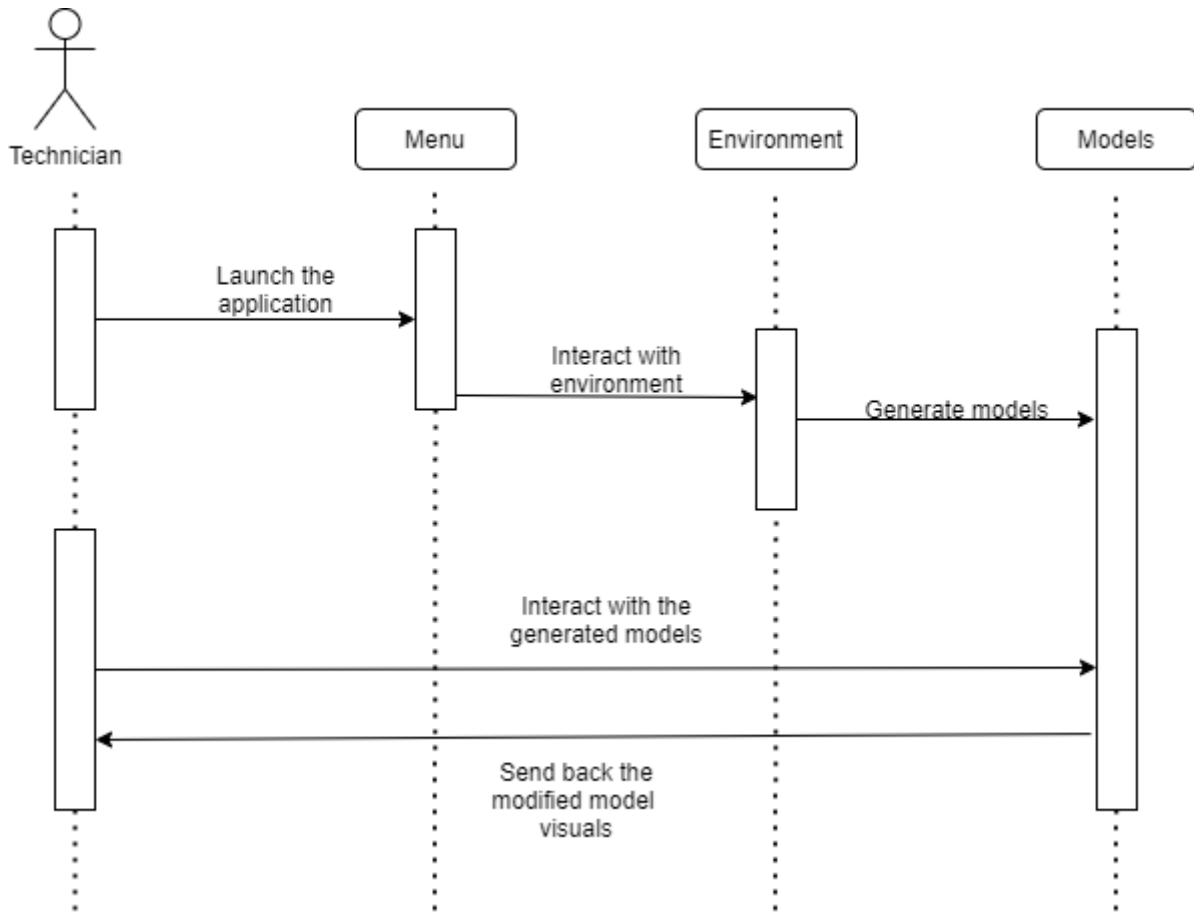 Technician
Menu
Environment
Models
Launch the
application
Interact with
environment
Generate models
Interact with the
generated models
Send back the
modified model
visuals